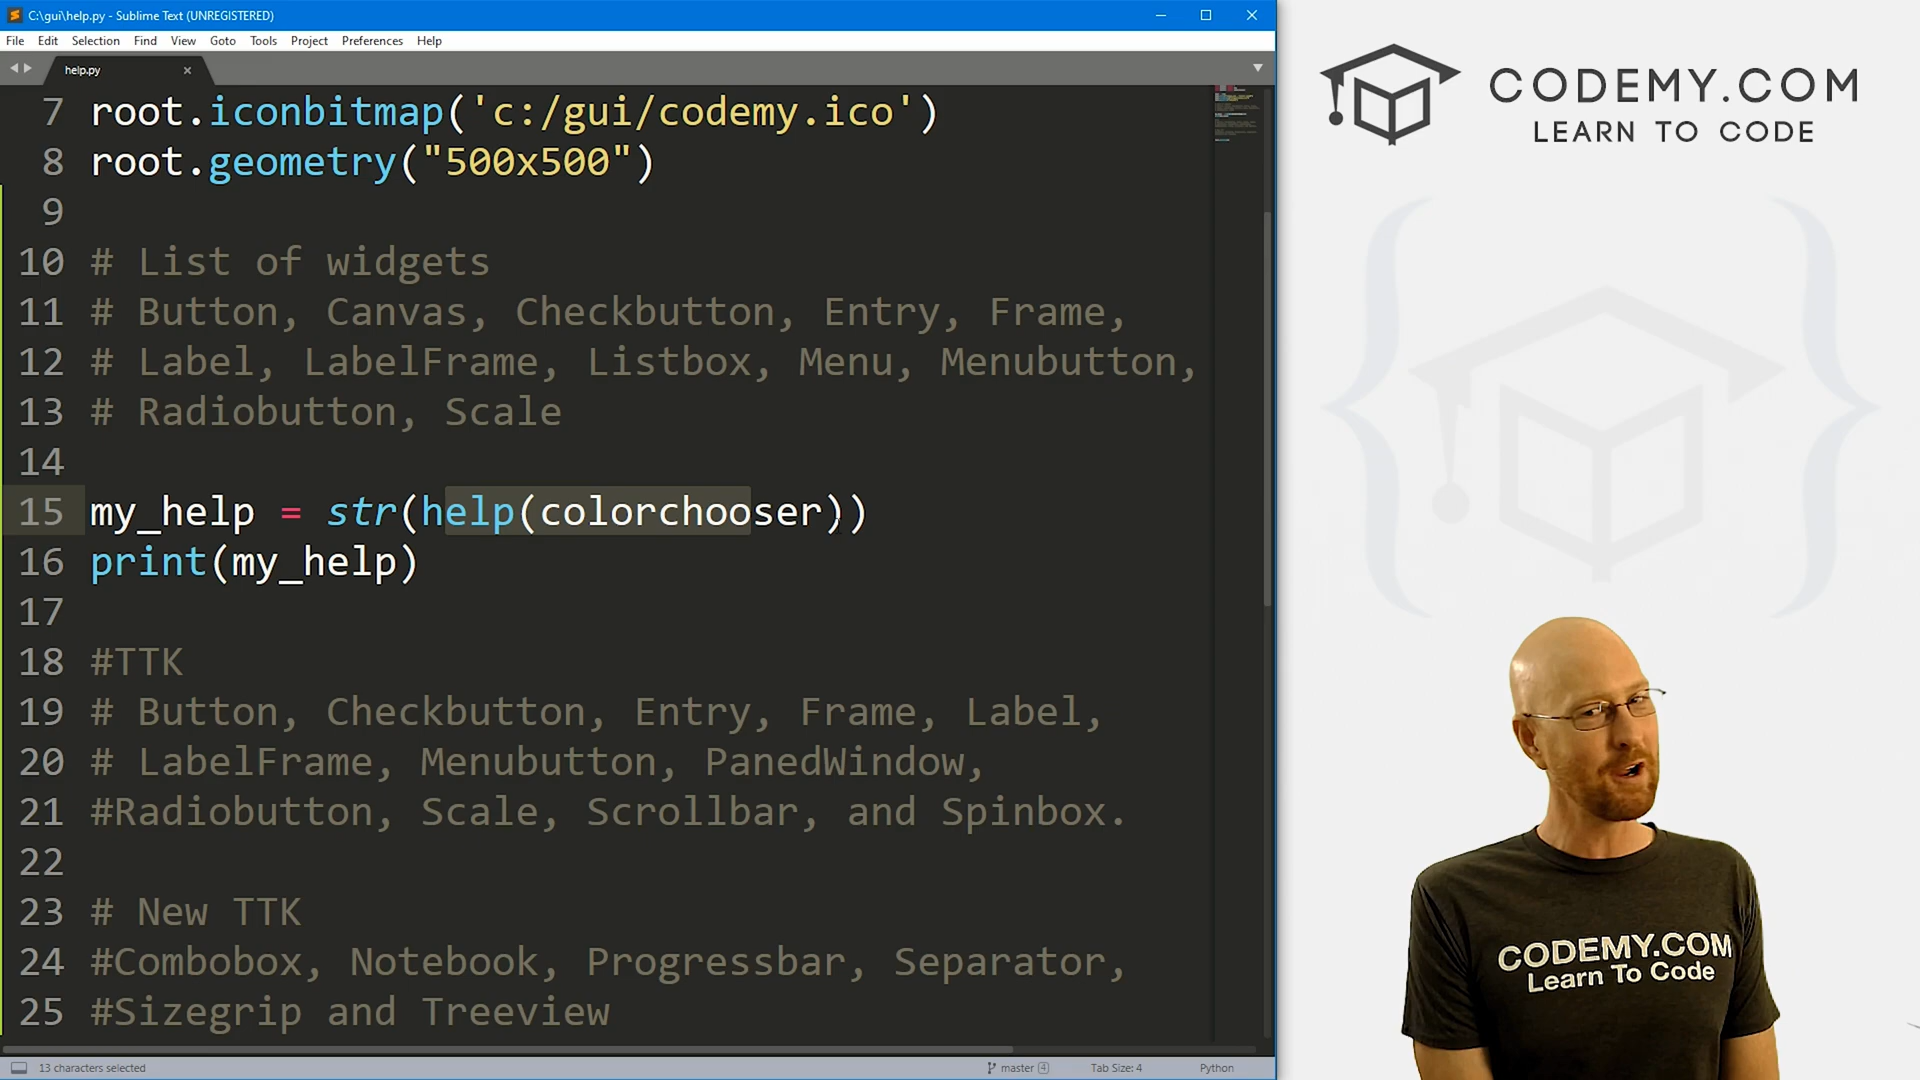 C:\gui\help.py - Sublime Text (UNREGISTERED)
File Edit Selection Find View Goto Tools Project Preferences Help
help.py
7 root.iconbitmap('c:/gui/codemy.ico')
8 root.geometry("500x500")
9
10 # List of widgets
11 # Button, Canvas, Checkbutton, Entry, Frame,
12 # Label, LabelFrame, Listbox, Menu, Menubutton,
13 # Radiobutton, Scale
14
15 my_help = str(help(colorchooser))
16 print(my_help)
17
18 #TTK
19 # Button, Checkbutton, Entry, Frame, Label,
20 # LabelFrame, Menubutton, PanedWindow,
21 #Radiobutton, Scale, Scrollbar, and Spinbox.
22
23 # New TTK
24 #Combobox, Notebook, Progressbar, Separator,
25 #Sizegrip and Treeview
13 characters selected
master 4
Tab Size: 4
Python
CODEMY.COM
LEARN TO CODE
CODEMY.COM
Learn To Code